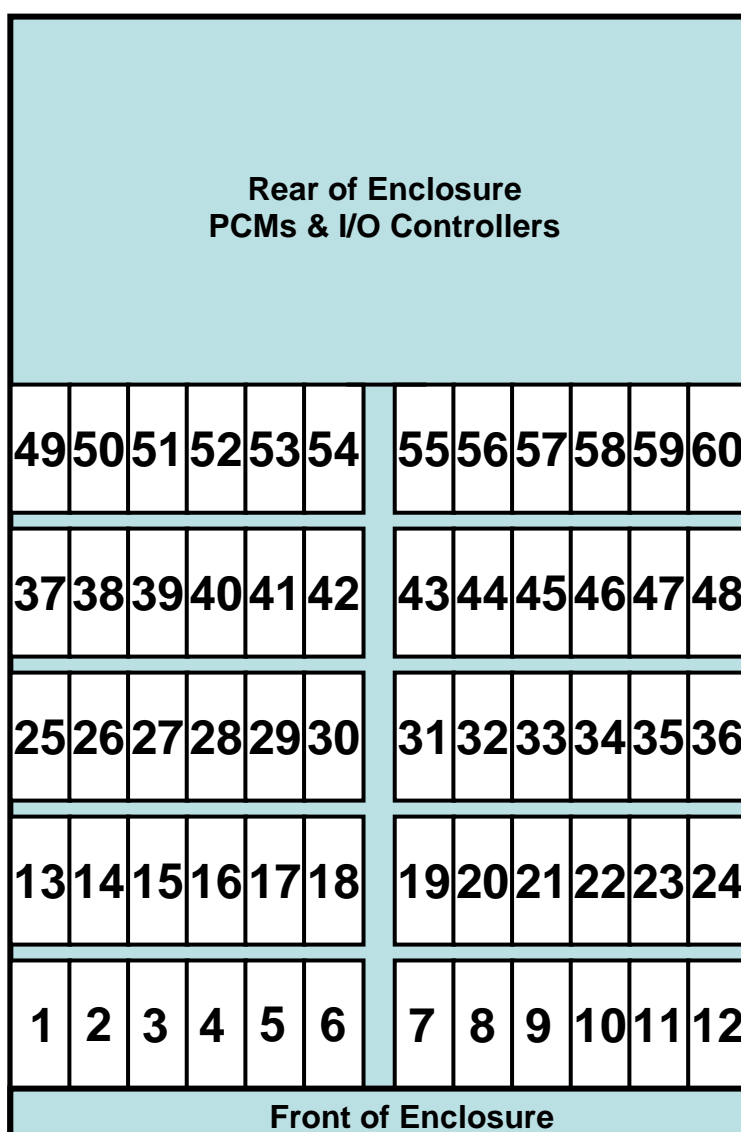 Rear of Enclosure
PCMs & I/O Controllers
49 50 51 52 53 54 55 56 57 58 59 60
37 38 39 40 41 42 43 44 45 46 47 48
25 26 27 28 29 30 31 32 33 34 35 36
13 14 15 16 17 18 19 20 21 22 23 24
1 2 3 4 5 6 7 8 9 10 11 12
Front of Enclosure